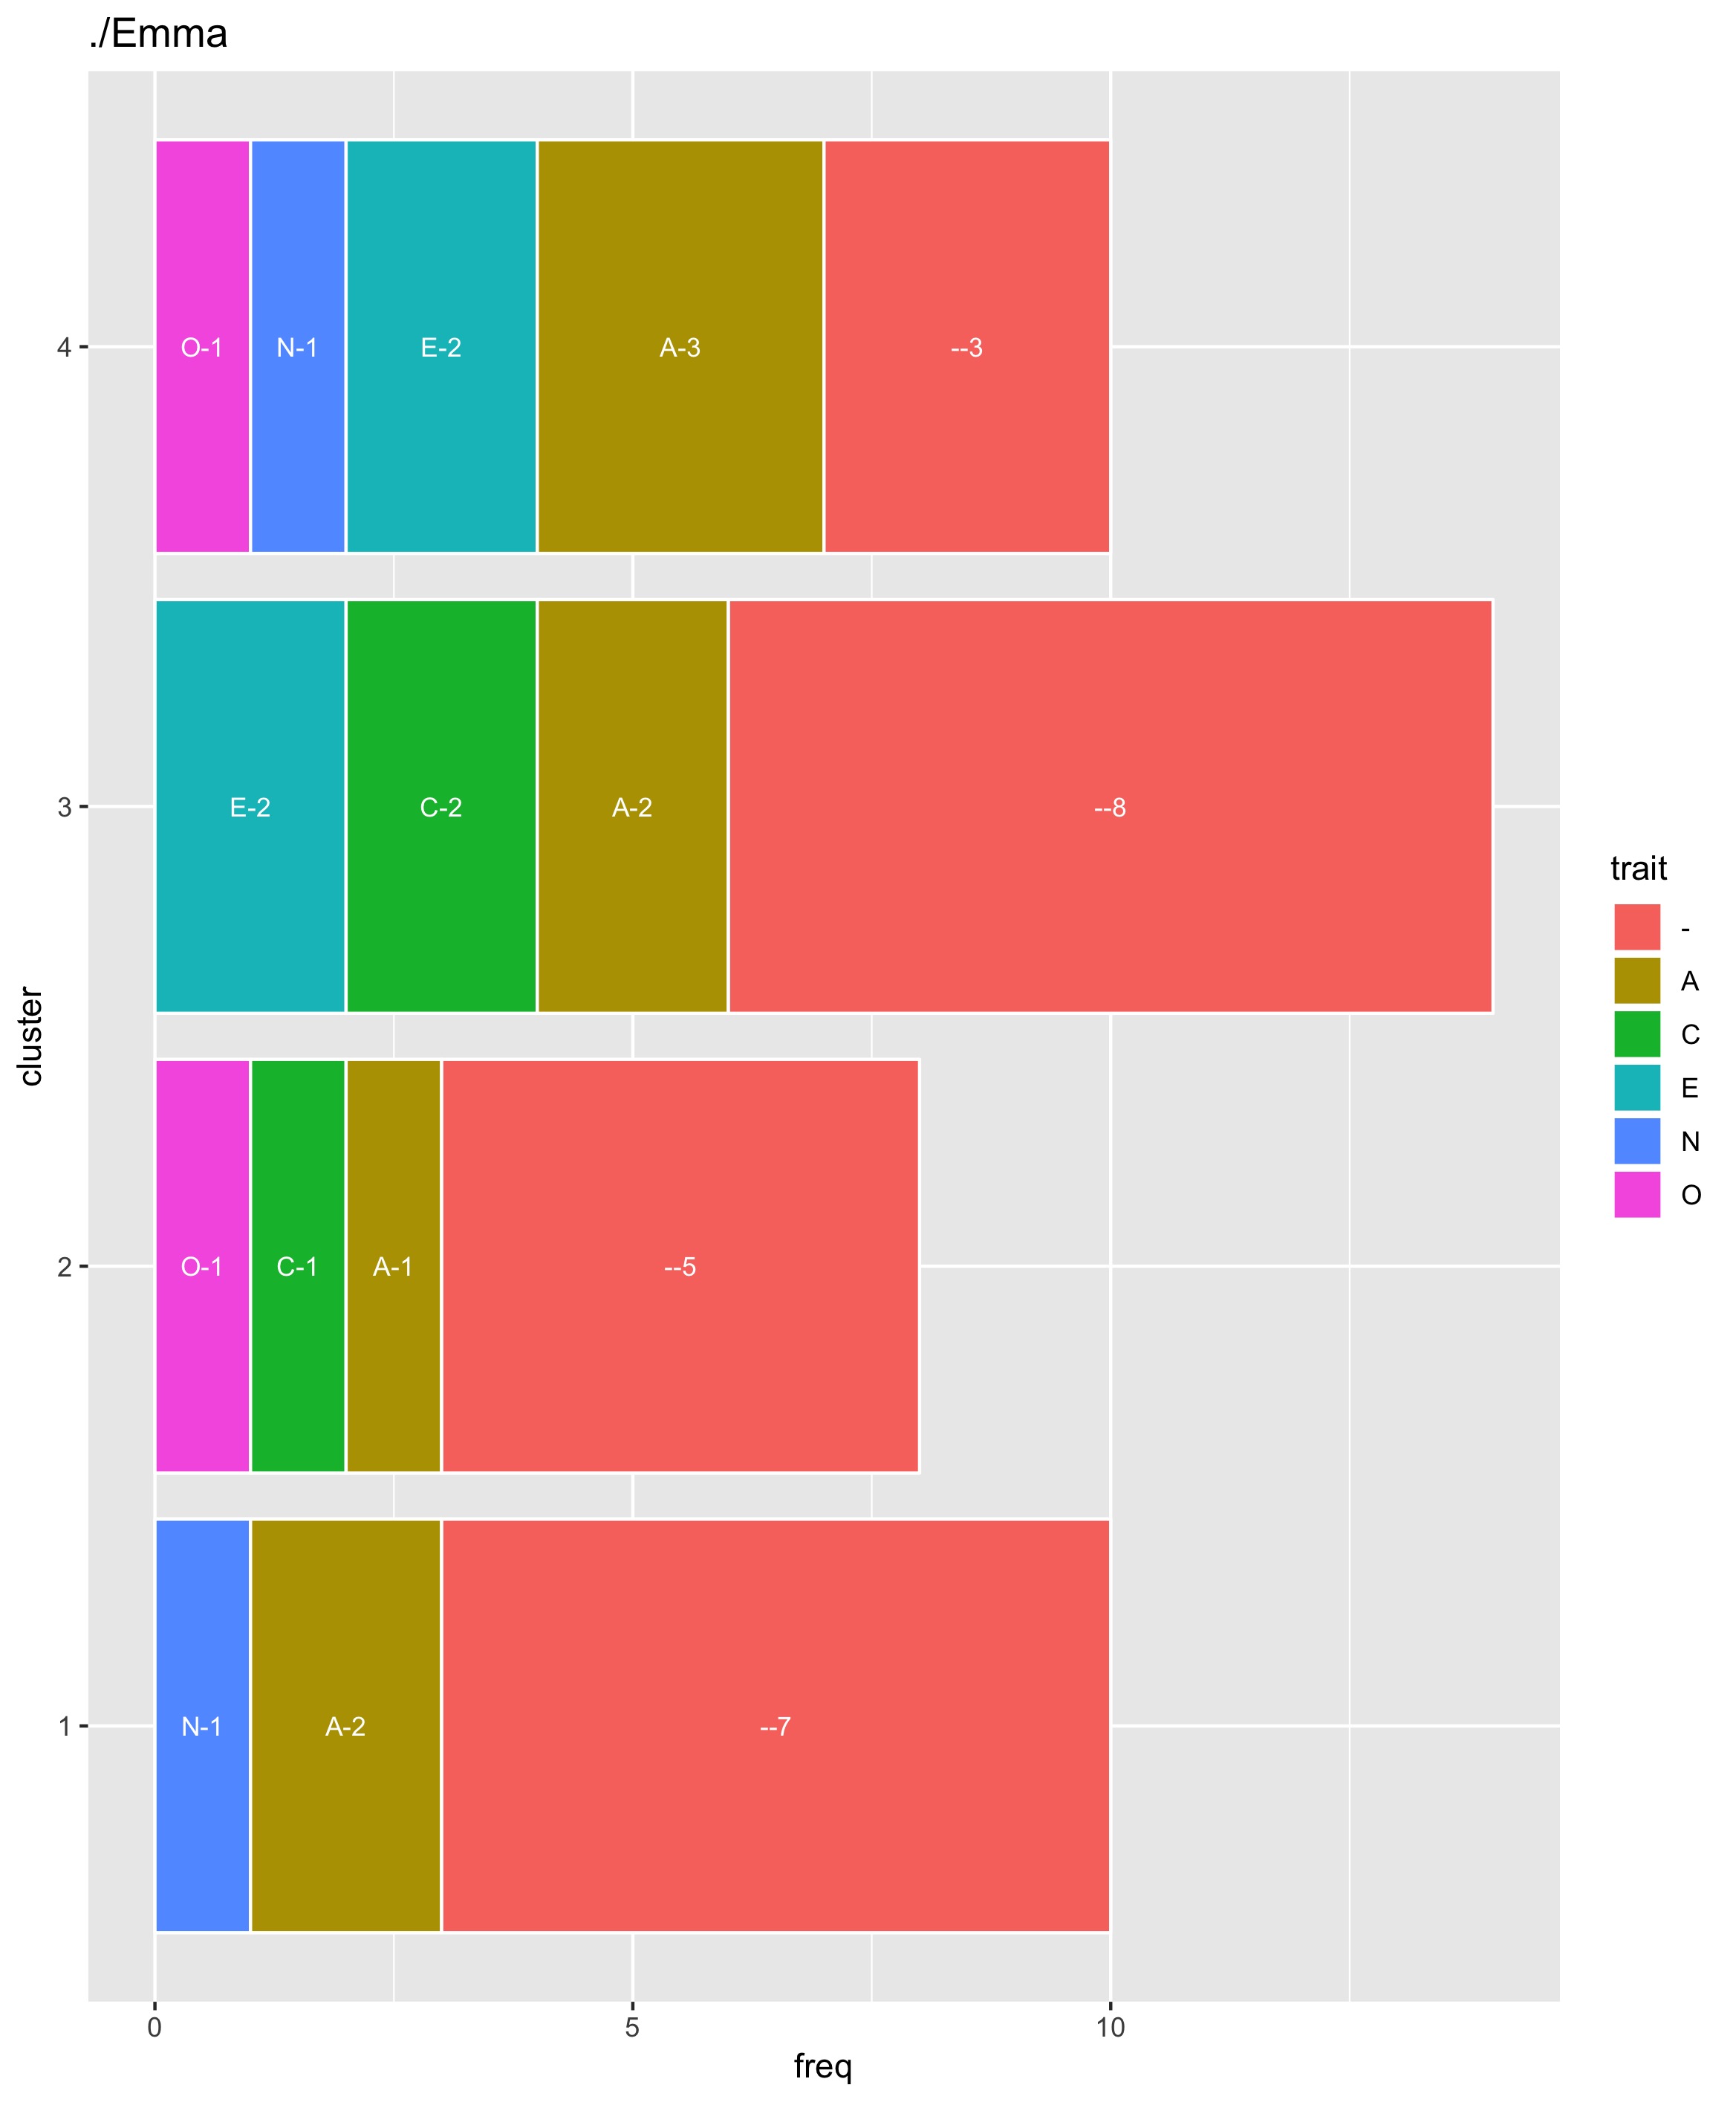 ./Emma
4
O-1 N-1 E-2 A-3 --3
3
E-2 C-2 A-2 --8
2
O-1 C-1 A-1 --5
1
N-1 A-2 --7
0 5 10
freq
cluster
trait
-
A
C
E
N
O